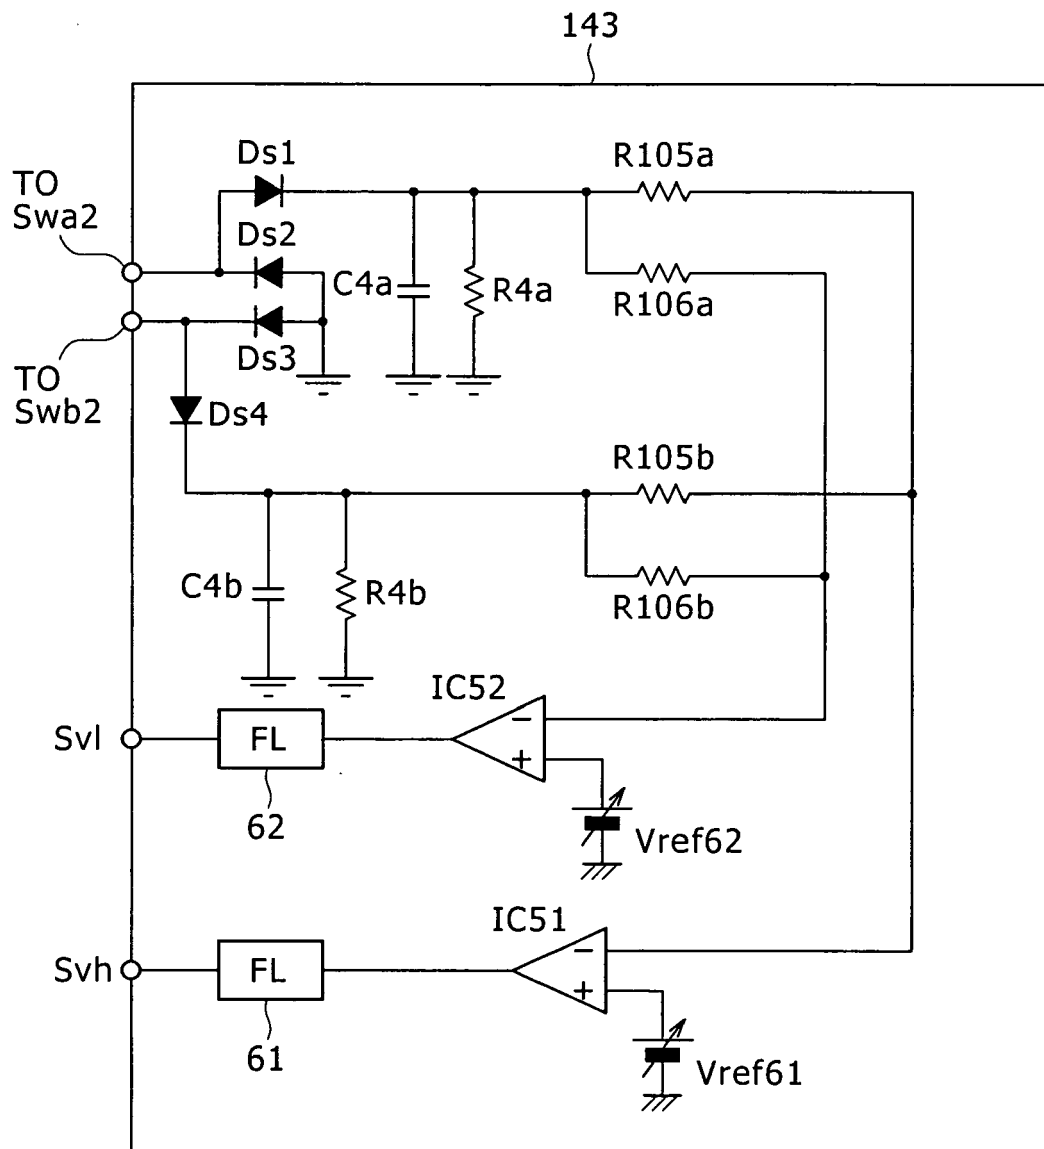 143
Ds1
R105a
TO
Swa2
Ds2
C4a
R4a
R106a
Ds3
TO
Swb2
Ds4
R105b
C4b
R4b
R106b
IC52
Svl
FL
−
+
62
Vref62
IC51
Svh
FL
−
+
61
Vref61